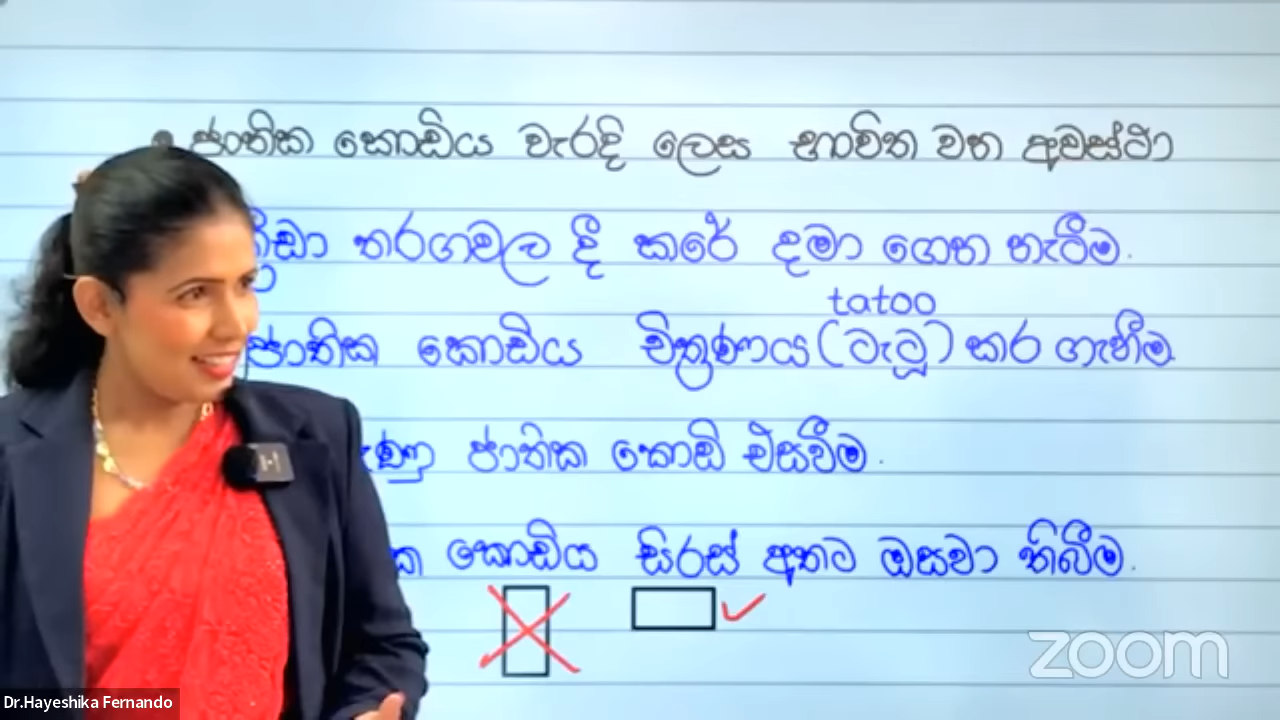 ජාතික කොඩිය වැරදි ලෙස භාවිත වන අවස්ථා
තරගවල දී කරේ දමා ගෙන හැටීම.
tatoo
ජාතික කොඩිය චිත්‍රණය (ටැටූ) කර ගැනීම
ජාතික කොඩි එසවීම.
කොඩිය සිරස් අතට ඔසවා තිබීම.
zoom
Dr.Hayeshika Fernando